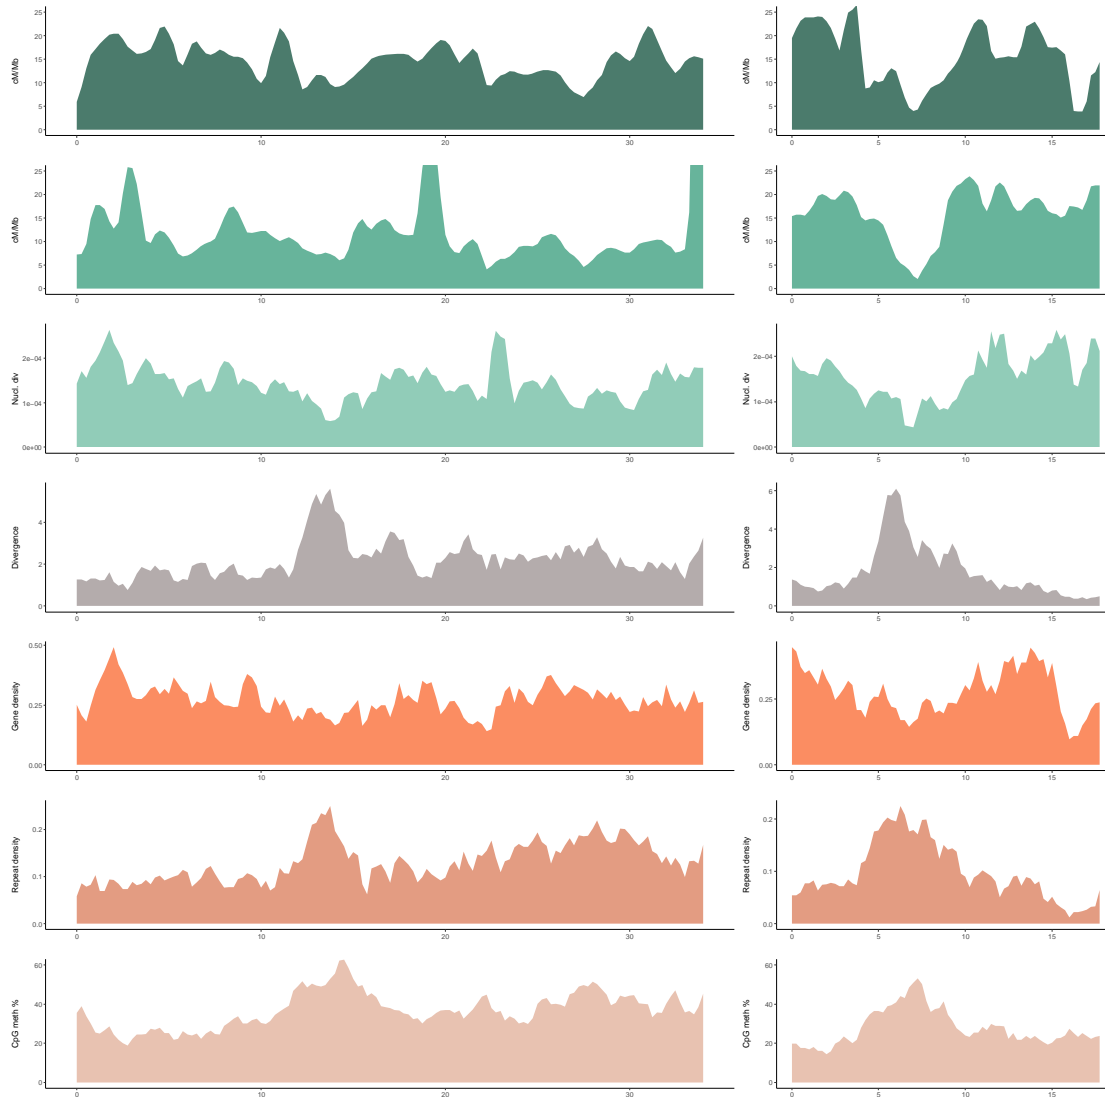 cM/Mb
25
20
15
10
5
0
0 10 20 30
cM/Mb
25
20
15
10
5
0
0 5 10 15
cM/Mb
25
20
15
10
5
0
0 10 20 30
cM/Mb
25
20
15
10
5
0
0 5 10 15
Nucl. div
2e−04
1e−04
0e+00
0 10 20 30
Nucl. div
2e−04
1e−04
0e+00
0 5 10 15
Divergence
4
2
0
0 10 20 30
Divergence
6
4
2
0
0 5 10 15
Gene density
0.50
0.25
0.00
0 10 20 30
Gene density
0.25
0.00
0 5 10 15
Repeat density
0.2
0.1
0.0
0 10 20 30
Repeat density
0.2
0.1
0.0
0 5 10 15
CpG meth %
60
40
20
0
0 10 20 30
CpG meth %
60
40
20
0
0 5 10 15